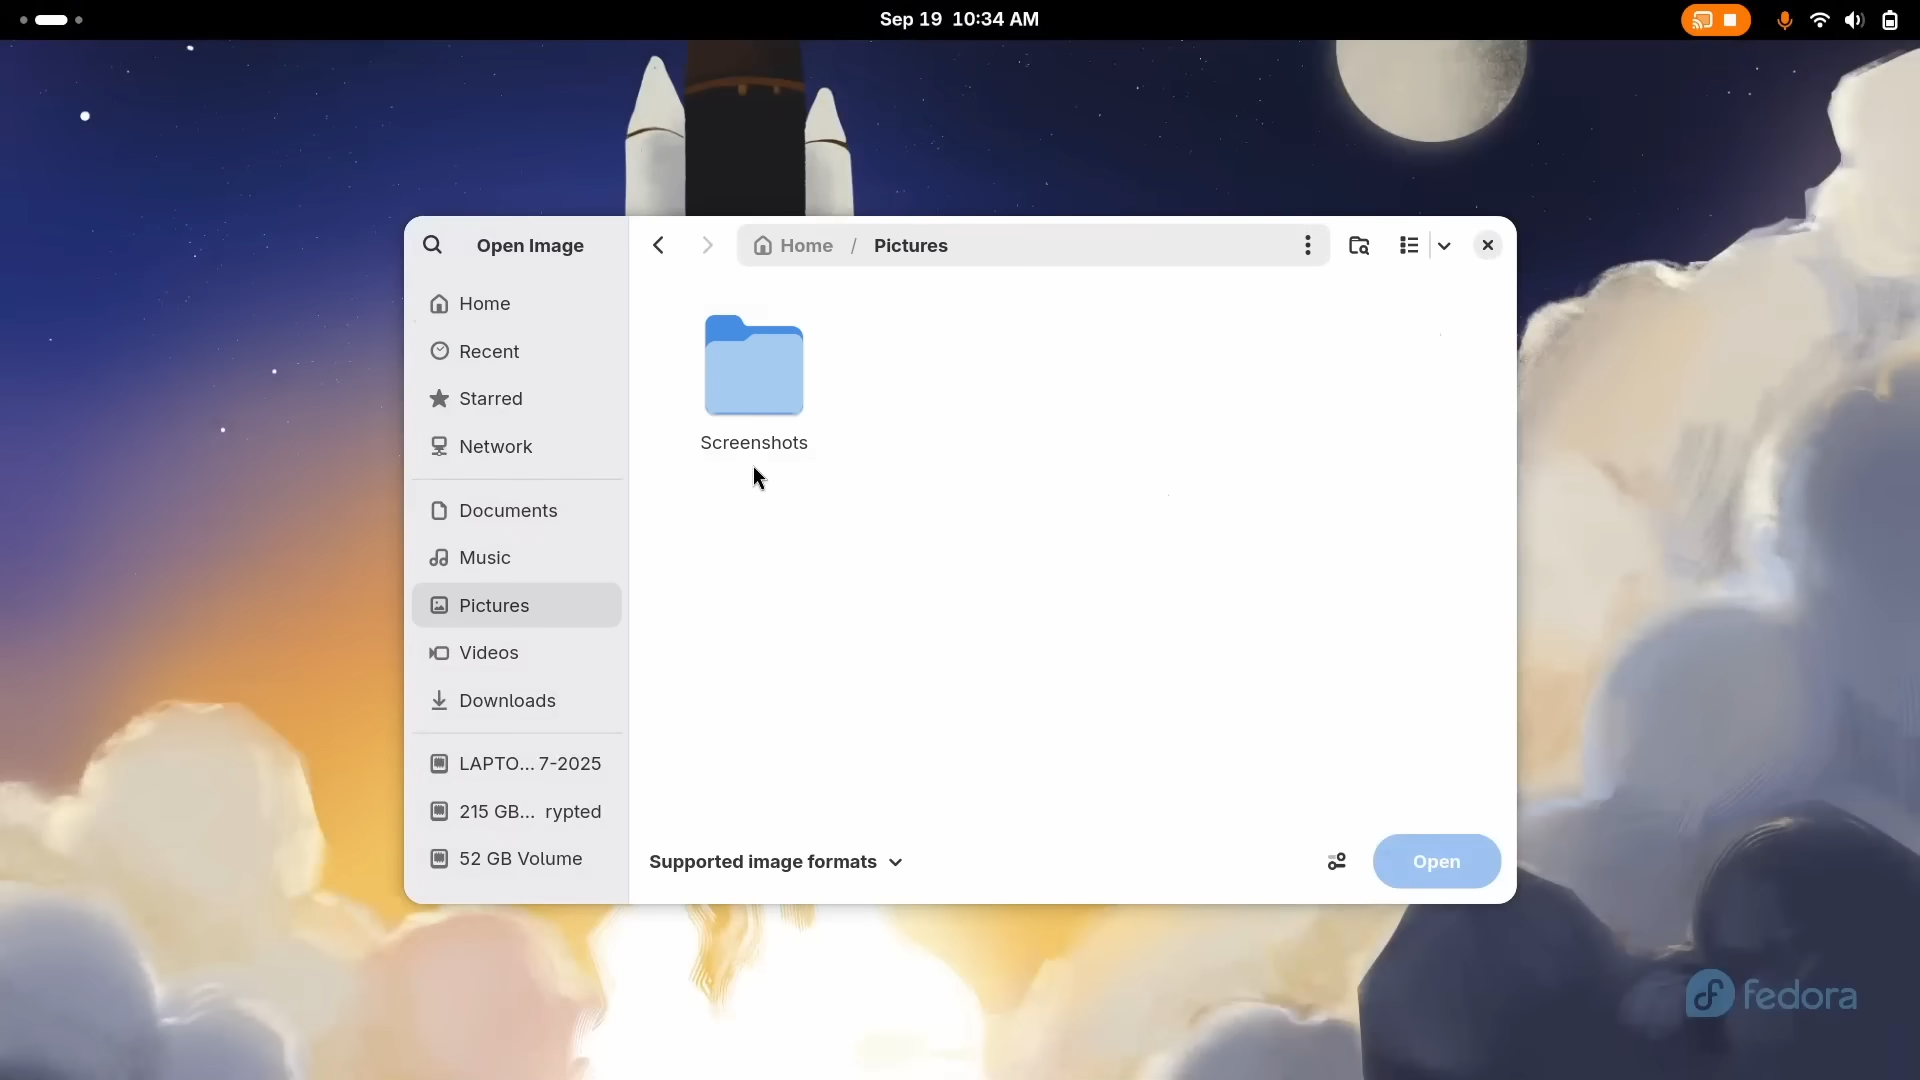 Sep 19 10:34 AM
Open Image
Home / Pictures
Home
Recent
Starred
Network
Documents
Music
Pictures
Videos
Downloads
LAPTO... 7-2025
215 GB... rypted
52 GB Volume
Screenshots
Supported image formats
Open
fedora